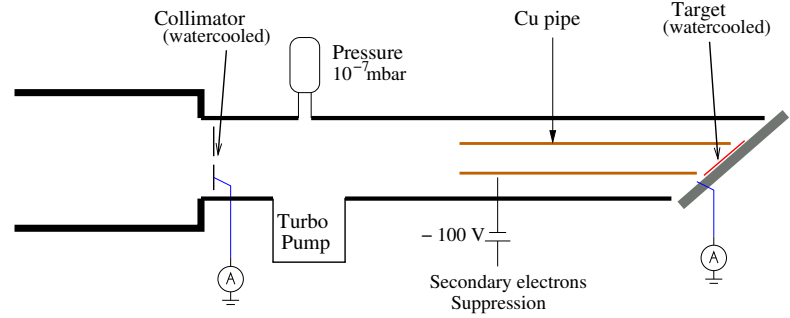 Collimator
(watercooled)
Pressure
10⁻⁷mbar
Cu pipe
Target
(watercooled)
Turbo
Pump
− 100 V
Secondary electrons
Suppression
A
A